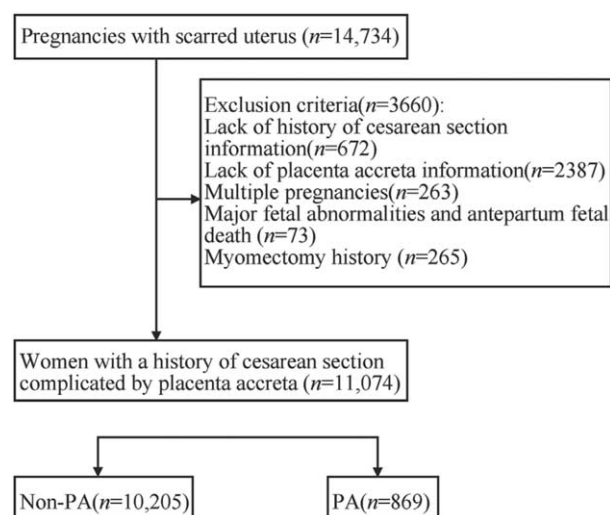 Pregnancies with scarred uterus (n=14,734)
Exclusion criteria(n=3660):
Lack of history of cesarean section
information(n=672)
Lack of placenta accreta information(n=2387)
Multiple pregnancies(n=263)
Major fetal abnormalities and antepartum fetal
death (n=73)
Myomectomy history (n=265)
Women with a history of cesarean section
complicated by placenta accreta (n=11,074)
Non-PA(n=10,205)
PA(n=869)